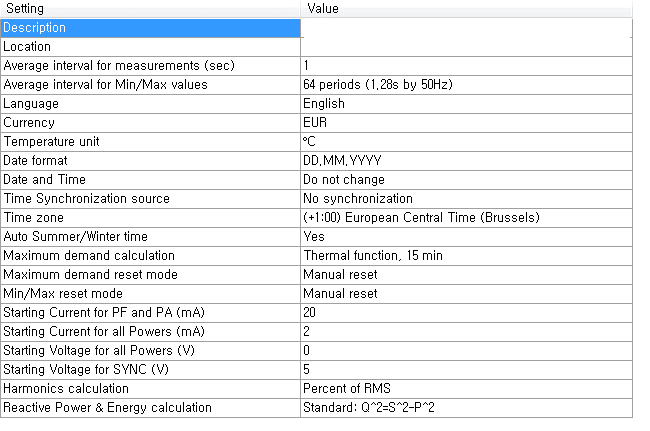 Setting Value
Description
Location
Average interval for measurements (sec) 1
Average interval for Min/Max values 64 periods (1,28s by 50Hz)
Language English
Currency EUR
Temperature unit °C
Date format DD,MM,YYYY
Date and Time Do not change
Time Synchronization source No synchronization
Time zone (+1:00) European Central Time (Brussels)
Auto Summer/Winter time Yes
Maximum demand calculation Thermal function, 15 min
Maximum demand reset mode Manual reset
Min/Max reset mode Manual reset
Starting Current for PF and PA (mA) 20
Starting Current for all Powers (mA) 2
Starting Voltage for all Powers (V) 0
Starting Voltage for SYNC (V) 5
Harmonics calculation Percent of RMS
Reactive Power & Energy calculation Standard: Q^2=S^2-P^2